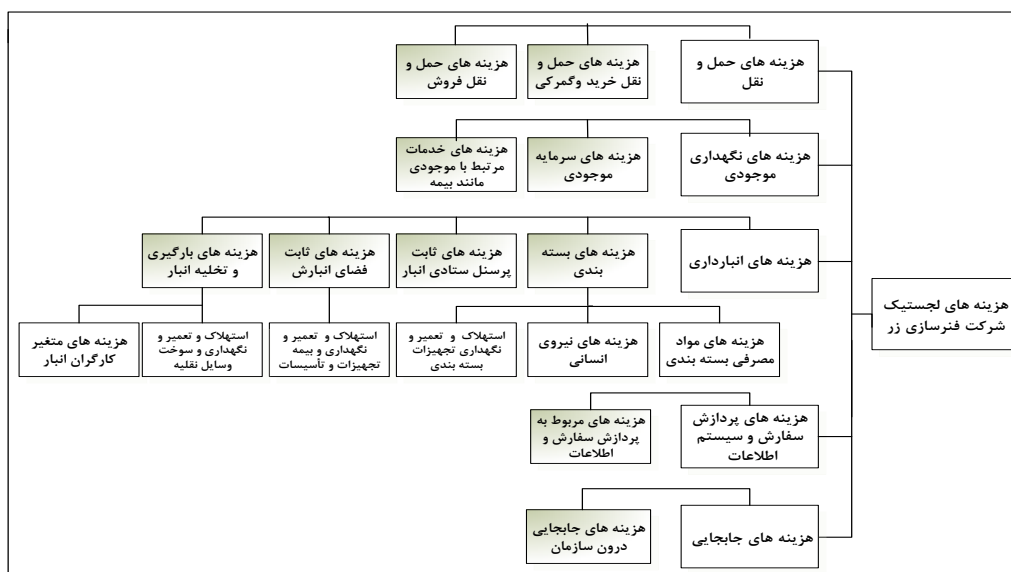 هزینه های لجستیک
شرکت فنرسازی زر
هزینه های حمل و
نقل
هزینه های حمل و
نقل خرید وگمرکی
هزینه های حمل و
نقل فروش
هزینه های نگهداری
موجودی
هزینه های سرمایه
موجودی
هزینه های خدمات
مرتبط با موجودی
مانند بیمه
هزینه های انبارداری
هزینه های بسته
بندی
هزینه های ثابت
پرسنل ستادی انبار
هزینه های ثابت
فضای انبارش
هزینه های بارگیری
و تخلیه انبار
هزینه های مواد
مصرفی بسته بندی
هزینه های نیروی
انسانی
استهلاک و تعمیر و
نگهداری تجهیزات
بسته بندی
استهلاک و تعمیر و
نگهداری و بیمه
تجهیزات و تأسیسات
استهلاک و تعمیر و
نگهداری و سوخت
وسایل نقلیه
هزینه های متغیر
کارگران انبار
هزینه های پردازش
سفارش و سیستم
اطلاعات
هزینه های مربوط به
پردازش سفارش و
اطلاعات
هزینه های جابجایی
هزینه های جابجایی
درون سازمان